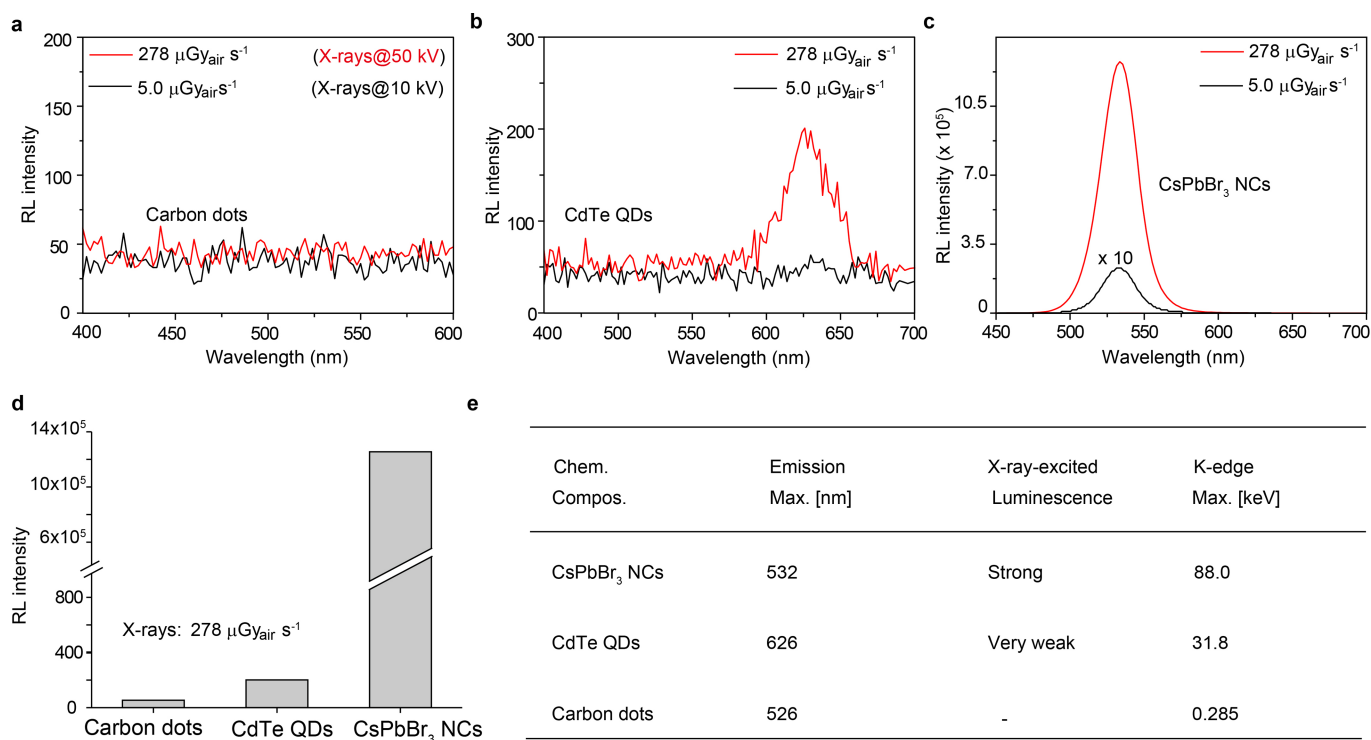 a
200
150
100
50
0
RL intensity
278 μGyair s-1 (X-rays@50 kV)
5.0 μGyairs-1 (X-rays@10 kV)
Carbon dots
400 450 500 550 600
Wavelength (nm)
b
300
200
100
0
RL intensity
278 μGyair s-1
5.0 μGyair s-1
CdTe QDs
400 450 500 550 600 650 700
Wavelength (nm)
c
10.5
7.0
3.5
0
RL intensity (x 10⁵)
278 μGyair s-1
5.0 μGyair s-1
CsPbBr₃ NCs
x 10
450 500 550 600 650 700
Wavelength (nm)
d
14x10⁵
10x10⁵
6x10⁵
800
400
0
RL intensity
X-rays: 278 μGyair s-1
Carbon dots CdTe QDs CsPbBr₃ NCs
e
Chem. Emission X-ray-excited K-edge
Compos. Max. [nm] Luminescence Max. [keV]
CsPbBr₃ NCs 532 Strong 88.0
CdTe QDs 626 Very weak 31.8
Carbon dots 526 - 0.285